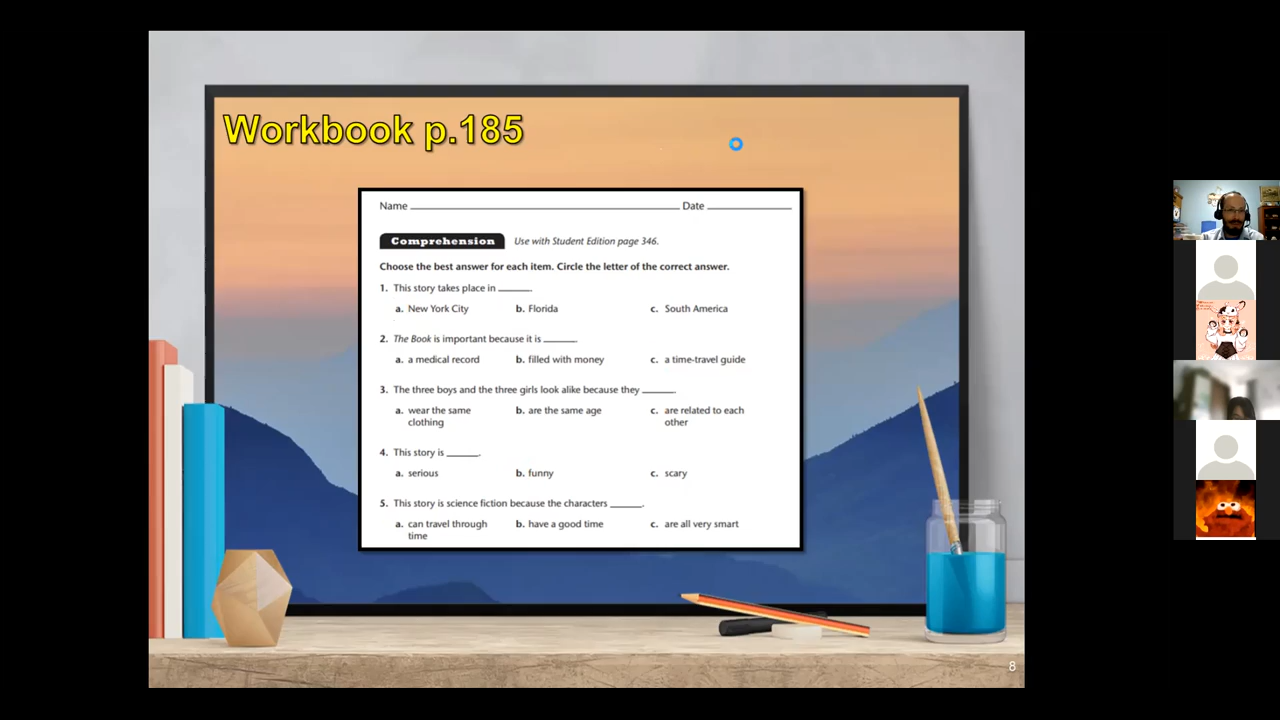 Workbook p.185
Name Date
Comprehension Use with Student Edition page 346.
Choose the best answer for each item. Circle the letter of the correct answer.
1. This story takes place in ______.
a. New York City b. Florida c. South America
2. The Book is important because it is ______.
a. a medical record b. filled with money c. a time-travel guide
3. The three boys and the three girls look alike because they ______.
a. wear the same b. are the same age c. are related to each
clothing other
4. This story is ______.
a. serious b. funny c. scary
5. This story is science fiction because the characters ______.
a. can travel through b. have a good time c. are all very smart
time
8